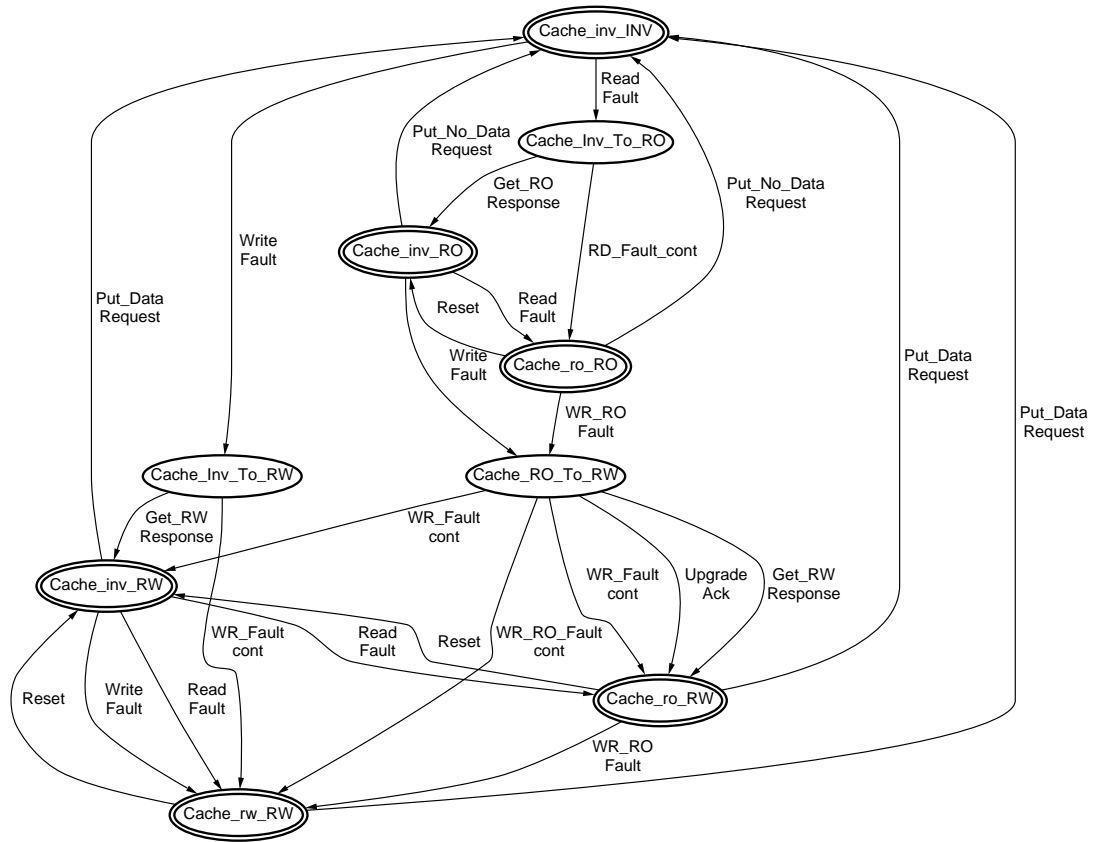 Cache_inv_INV
Read
Fault
Put_No_Data
Request
Cache_Inv_To_RO
Get_RO
Response
Put_No_Data
Request
Write
Fault
Cache_inv_RO
RD_Fault_cont
Put_Data
Request
Reset
Read
Fault
Write
Fault
Cache_ro_RO
Put_Data
Request
WR_RO
Fault
Put_Data
Request
Cache_Inv_To_RW
Cache_RO_To_RW
Get_RW
Response
WR_Fault
cont
Cache_inv_RW
WR_Fault
cont
Upgrade
Ack
Get_RW
Response
WR_Fault
cont
Read
Fault
Reset
WR_RO_Fault
cont
Reset
Write
Fault
Read
Fault
Cache_ro_RW
WR_RO
Fault
Cache_rw_RW